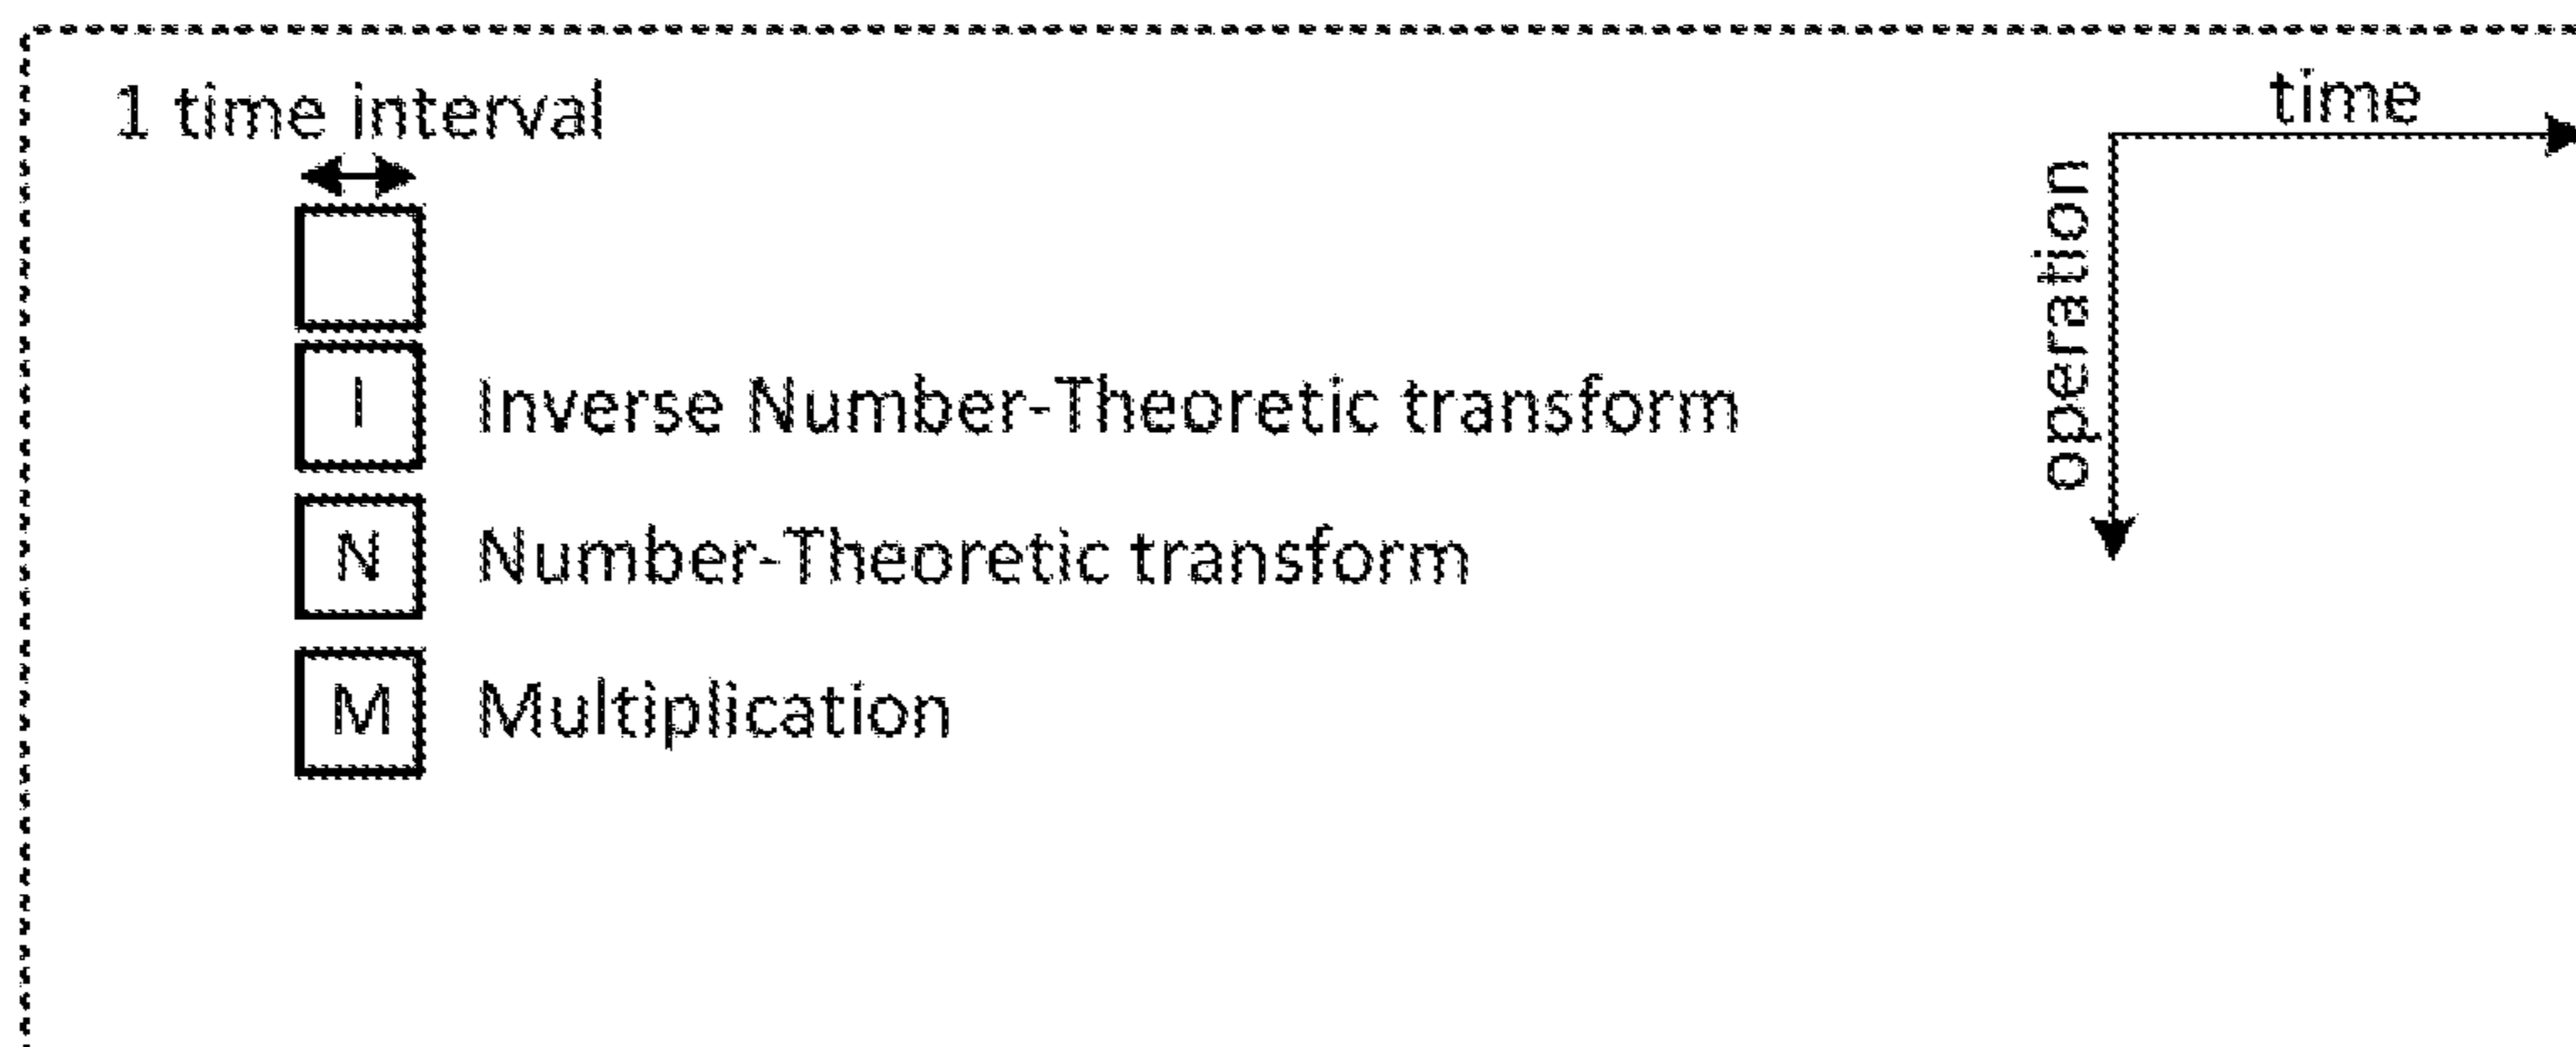 1 time interval
time
operation
I Inverse Number-Theoretic transform
N Number-Theoretic transform
M Multiplication